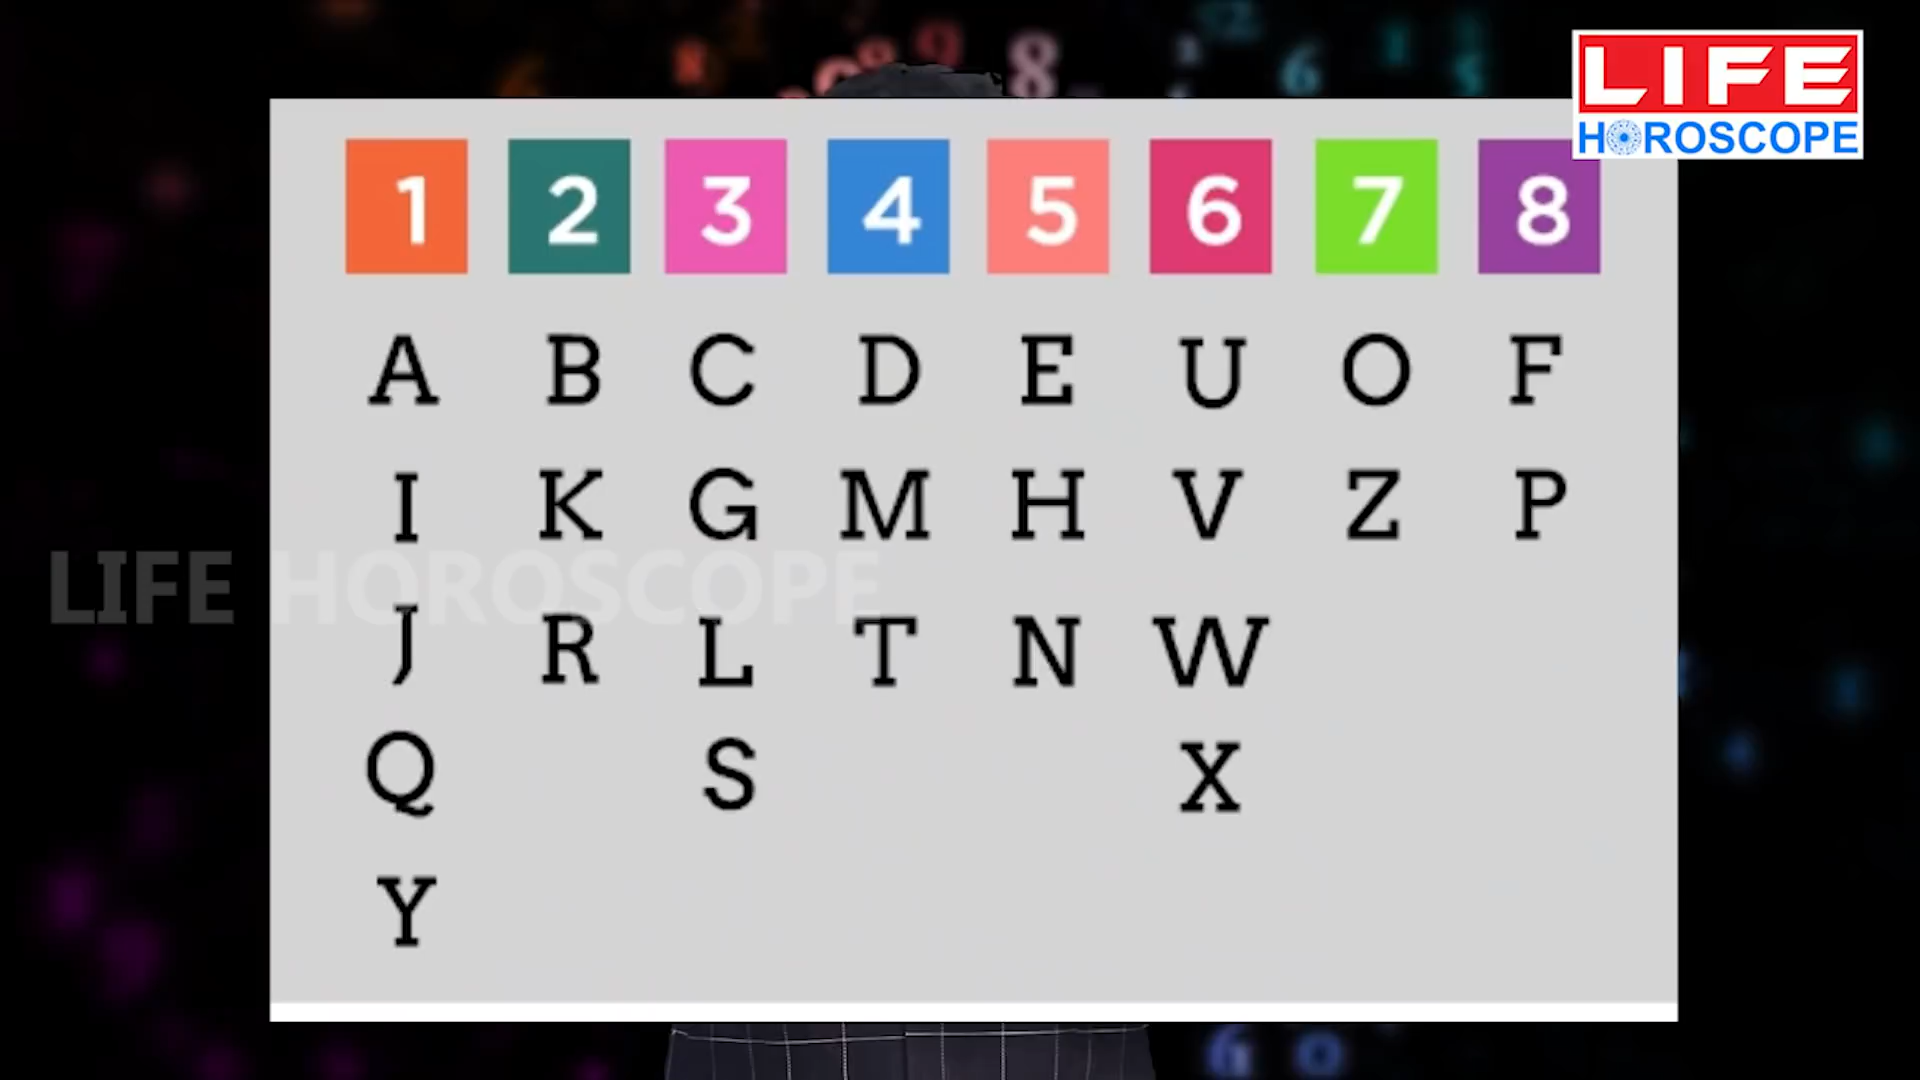 LIFE
HOROSCOPE
1 2 3 4 5 6 7 8
A B C D E U O F
I K G M H V Z P
LIFE HOROSCOPE
J R L T N W
Q S X
Y